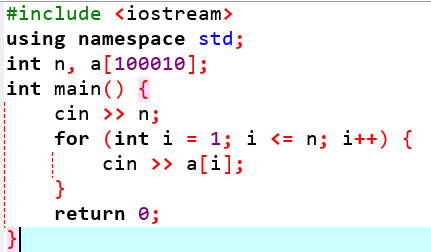 #include <iostream>
using namespace std;
int n, a[100010];
int main() {
    cin >> n;
    for (int i = 1; i <= n; i++) {
        cin >> a[i];
    }
    return 0;
}